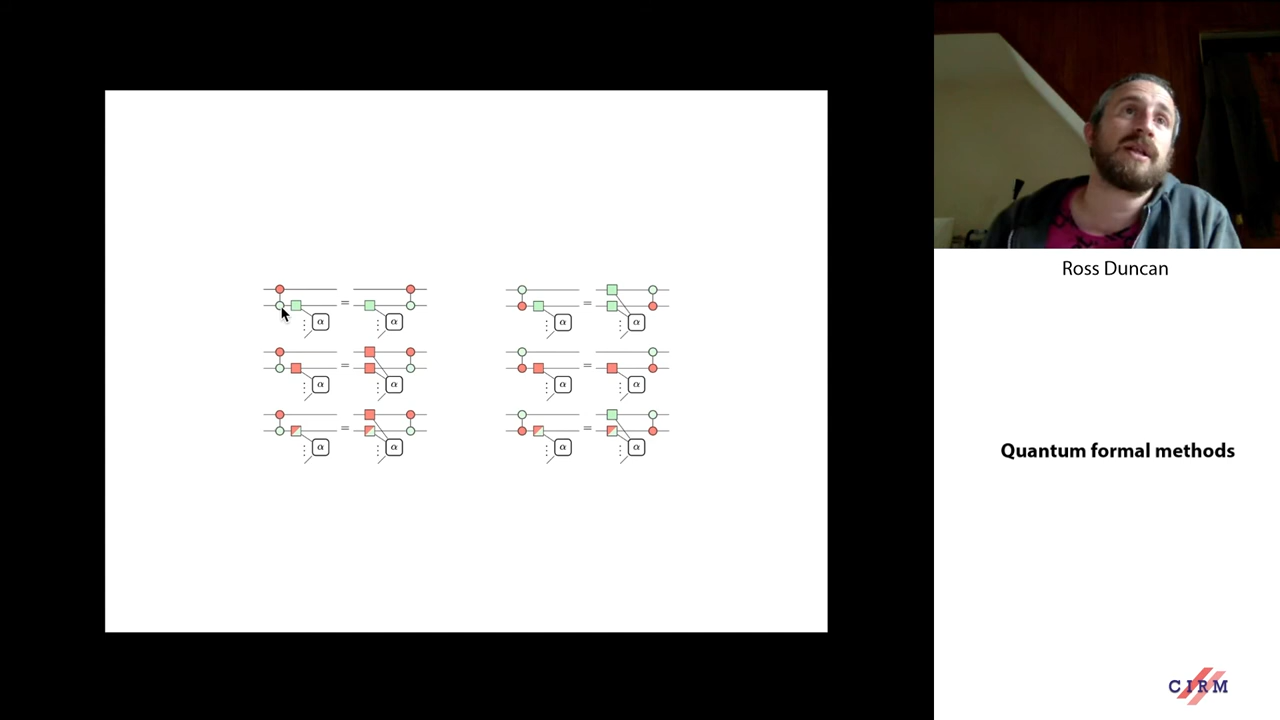 = =
α α α α
= =
α α α α
= =
α α α α
Ross Duncan
Quantum formal methods
CIRM